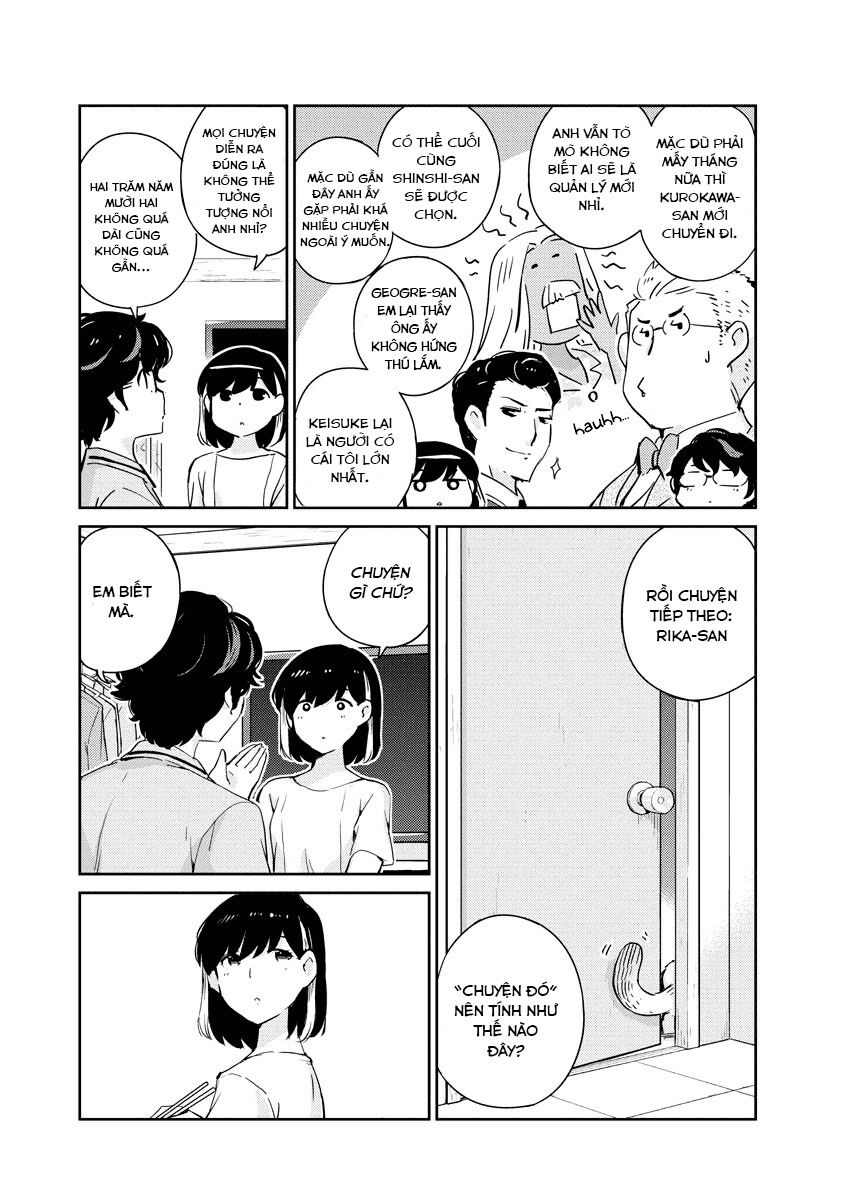 MẶC DÙ PHẢI
MẤY THÁNG
NỮA THÌ
KUROKAWA-
SAN MỚI
CHUYỂN ĐI.
ANH VẪN TÒ
MÒ KHÔNG
BIẾT AI SẼ LÀ
QUẢN LÝ MỚI
NHỈ.
CÓ THỂ CUỐI
CÙNG
SHINSHI-SAN
SẼ ĐƯỢC
CHỌN.
MẶC DÙ GẦN
ĐÂY ANH ẤY
GẶP PHẢI KHÁ
NHIỀU CHUYỆN
NGOÀI Ý MUỐN.
GEOGRE-SAN
EM LẠI THẤY
ÔNG ẤY
KHÔNG HỨNG
THÚ LẮM.
KEISUKE LẠI
LÀ NGƯỜI CÓ
CÁI TÔI LỚN
NHẤT.
hauhh...
MỌI CHUYỆN
DIỄN RA
ĐÚNG LÀ
KHÔNG THỂ
TƯỞNG
TƯỢNG NỔI
ANH NHỈ?
HAI TRĂM NĂM
MƯƠI HAI
KHÔNG QUÁ
DÀI CŨNG
KHÔNG QUÁ
GẦN...
RỒI CHUYỆN
TIẾP THEO:
RIKA-SAN
"CHUYỆN ĐÓ"
NÊN TÍNH NHƯ
THẾ NÀO
ĐÂY?
CHUYỆN
GÌ CHỨ?
EM BIẾT
MÀ.